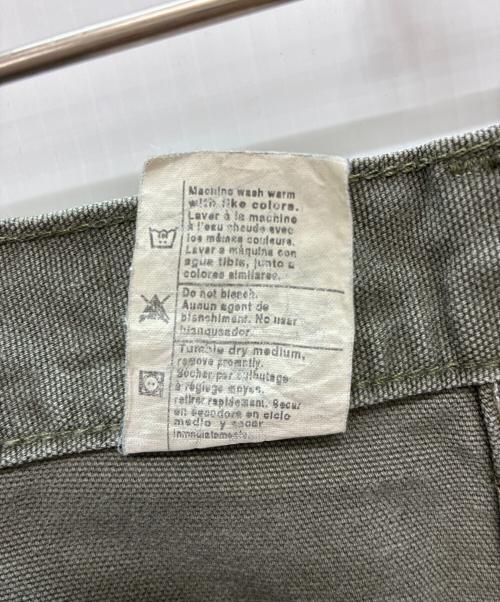 Machine wash warm
with like colors.
Laver à la machine
à l'eau chaude avec
les mêmes couleurs.
Lavar a máquina con
agua tibia, junto a
colores similares.
Do not bleach.
Aucun agent de
blanchiment. No usar
blanqueador.
Tumble dry medium,
remove promptly.
Sécher par culbutage
à réglage moyen,
retirer rapidement. Secar
en secadora en ciclo
medio y sacar
inmediatamente.